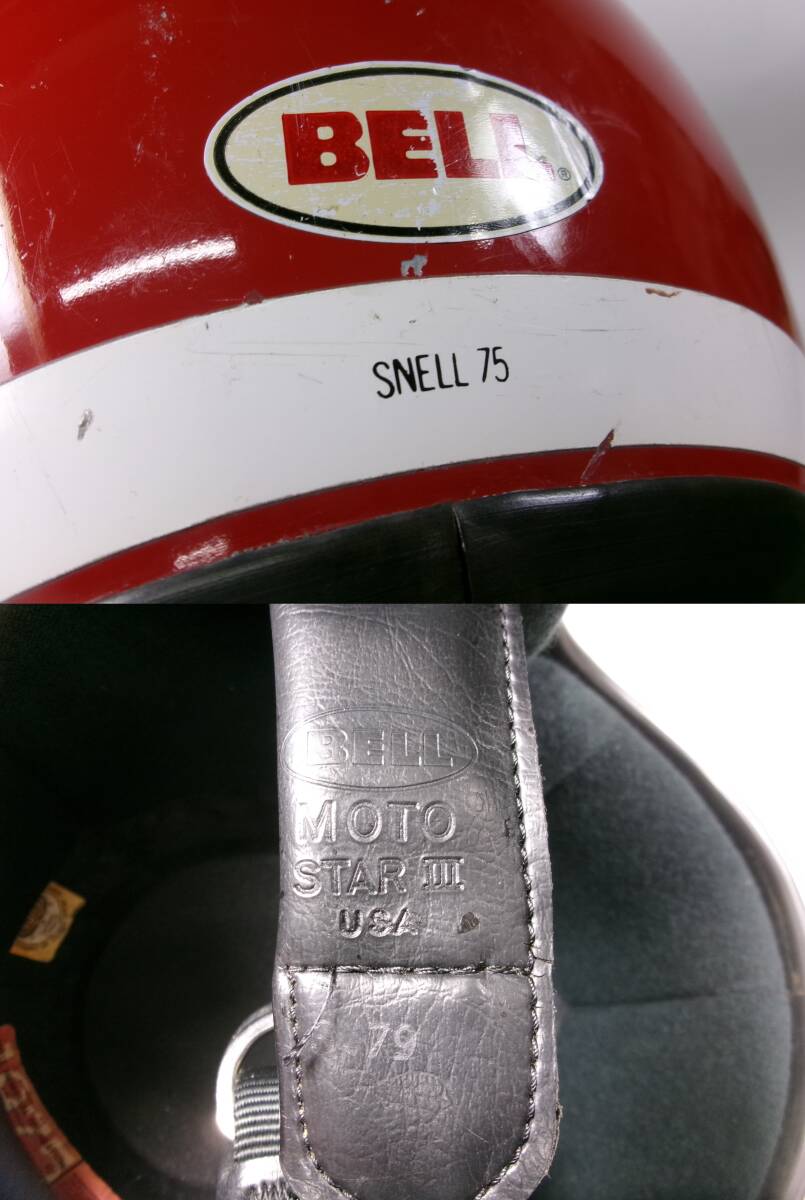 BELL®
SNELL 75
BELL
MOTO
STAR III
USA
79